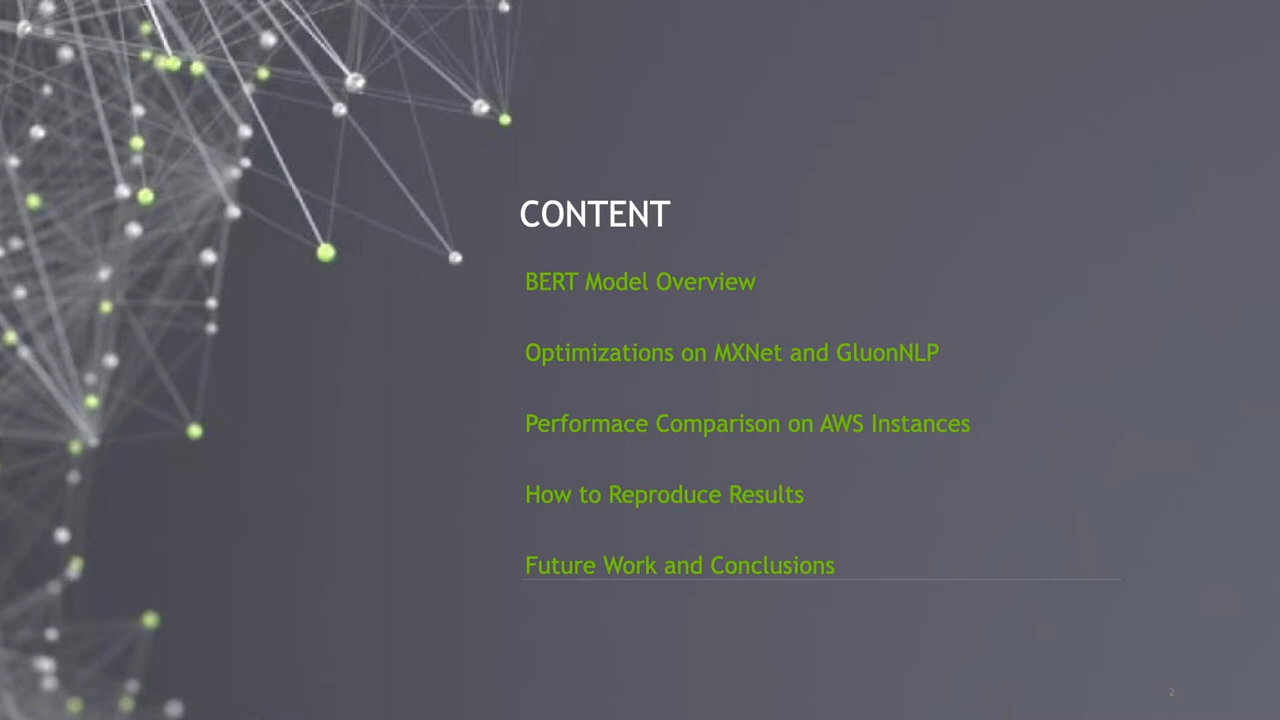 CONTENT
BERT Model Overview
Optimizations on MXNet and GluonNLP
Performace Comparison on AWS Instances
How to Reproduce Results
Future Work and Conclusions
2